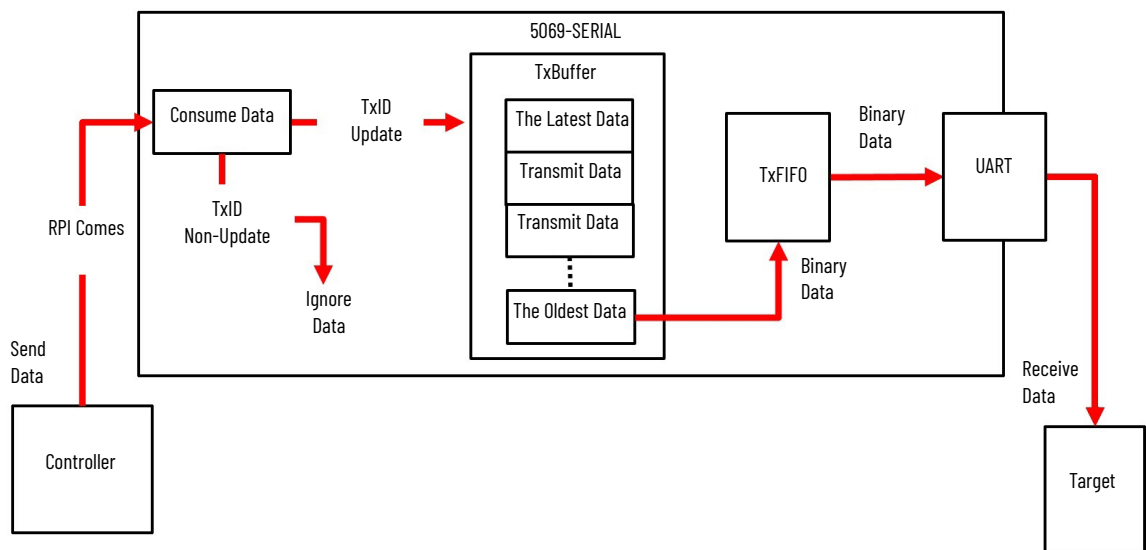 5069-SERIAL
TxBuffer
Consume Data
TxID
Update
The Latest Data
Transmit Data
Transmit Data
The Oldest Data
TxID
Non-Update
Ignore
Data
RPI Comes
Send
Data
Controller
TxFIFO
Binary
Data
Binary
Data
UART
Receive
Data
Target